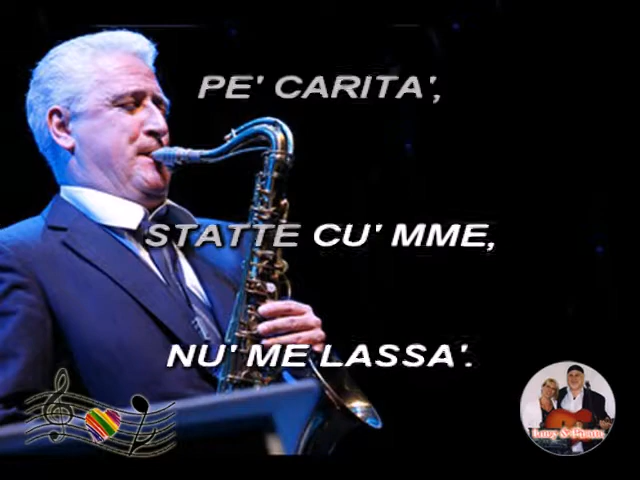 PE' CARITA',
STATTE CU' MME,
NU' ME LASSA'.